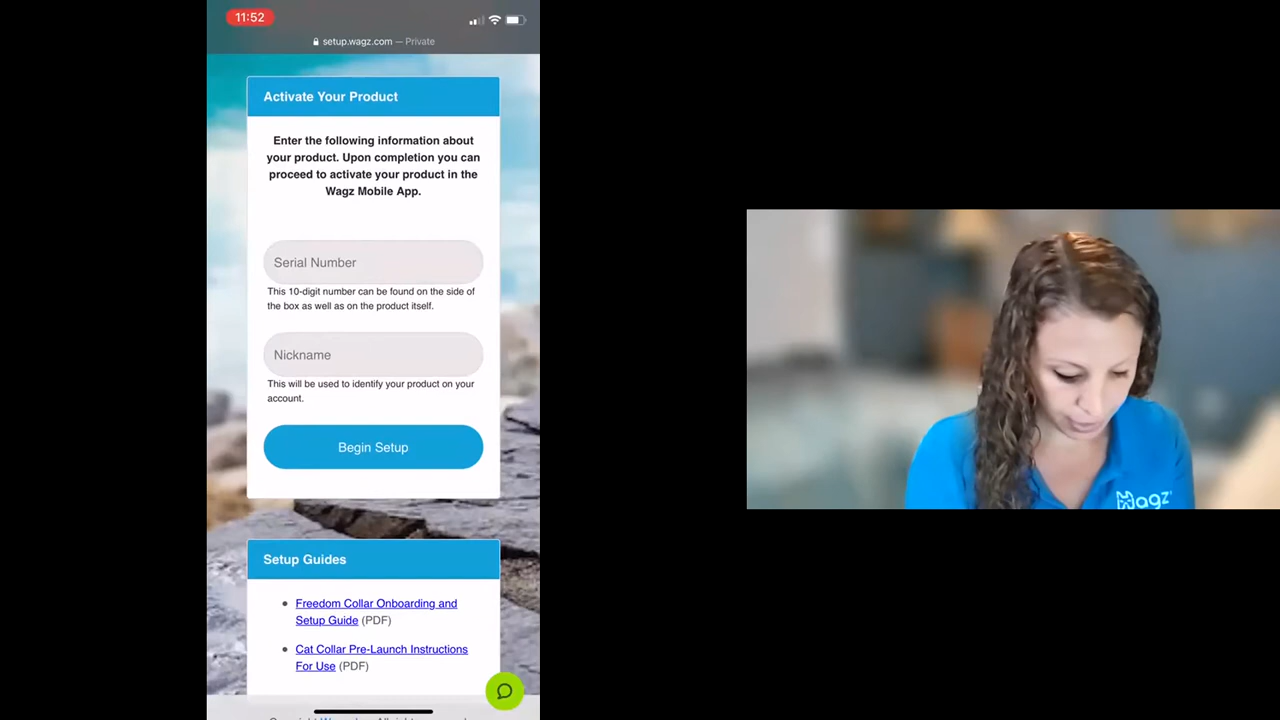 11:52
setup.wagz.com — Private
Activate Your Product
Enter the following information about
your product. Upon completion you can
proceed to activate your product in the
Wagz Mobile App.
Serial Number
This 10-digit number can be found on the side of
the box as well as on the product itself.
Nickname
This will be used to identify your product on your
account.
Begin Setup
Setup Guides
Freedom Collar Onboarding and
Setup Guide (PDF)
Cat Collar Pre-Launch Instructions
For Use (PDF)
Wagz